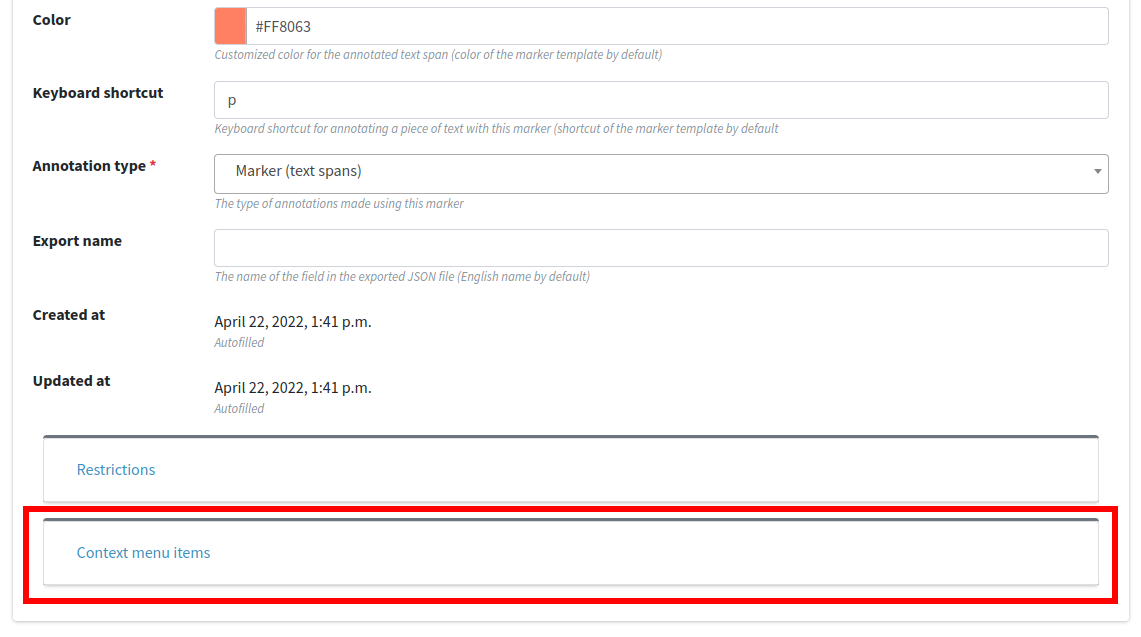 Color
#FF8063
Customized color for the annotated text span (color of the marker template by default)
Keyboard shortcut
p
Keyboard shortcut for annotating a piece of text with this marker (shortcut of the marker template by default
Annotation type *
Marker (text spans)
The type of annotations made using this marker
Export name
The name of the field in the exported JSON file (English name by default)
Created at
April 22, 2022, 1:41 p.m.
Autofilled
Updated at
April 22, 2022, 1:41 p.m.
Autofilled
Restrictions
Context menu items